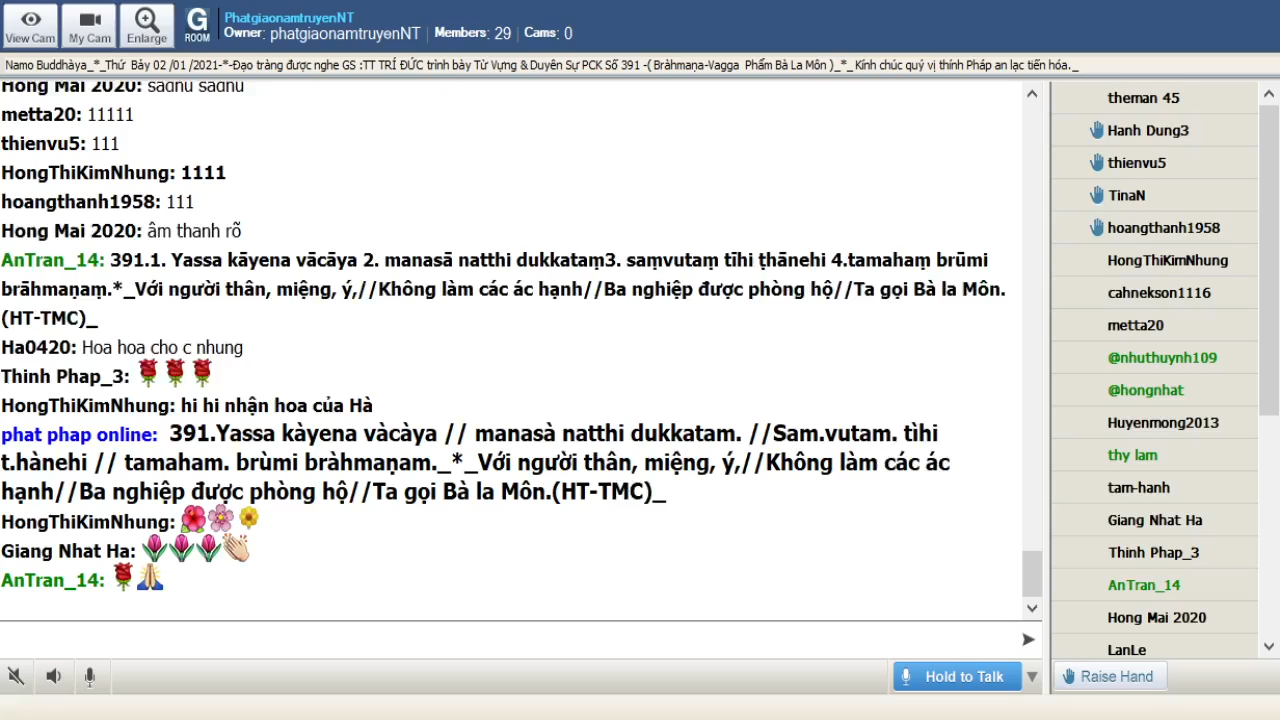 View Cam
My Cam
Enlarge
G
ROOM
PhatgiaonamtruyenNT
Owner: phatgiaonamtruyenNT | Members: 29 | Cams: 0
Namo Buddhàya_*_Thứ Bảy 02 /01 /2021-*-Đạo tràng được nghe GS :TT TRÍ ĐỨC trình bày Từ Vựng & Duyên Sự PCK Số 391 -( Bràhmaṇa-Vagga Phẩm Bà La Môn )_*_ Kính chúc quý vị thính Pháp an lạc tiến hóa._
Hong Mai 2020: sadhu sadhu
metta20: 11111
thienvu5: 111
HongThiKimNhung: 1111
hoangthanh1958: 111
Hong Mai 2020: âm thanh rõ
AnTran_14: 391.1. Yassa kāyena vācāya 2. manasā natthi dukkataṃ3. saṃvutaṃ tīhi ṭhānehi 4.tamahaṃ brūmi
brāhmaṇaṃ.*_Với người thân, miệng, ý,//Không làm các ác hạnh//Ba nghiệp được phòng hộ//Ta gọi Bà la Môn.
(HT-TMC)_
Ha0420: Hoa hoa cho c nhung
Thinh Phap_3:
HongThiKimNhung: hi hi nhận hoa của Hà
phat phap online: 391.Yassa kàyena vàcàya // manasà natthi dukkatam. //Sam.vutam. tìhi
t.hànehi // tamaham. brùmi bràhmaṇam._*_Với người thân, miệng, ý,//Không làm các ác
hạnh//Ba nghiệp được phòng hộ//Ta gọi Bà la Môn.(HT-TMC)_
HongThiKimNhung:
Giang Nhat Ha:
AnTran_14:
Hold to Talk
theman 45
Hanh Dung3
thienvu5
TinaN
hoangthanh1958
HongThiKimNhung
cahnekson1116
metta20
@nhuthuynh109
@hongnhat
Huyenmong2013
thy lam
tam-hanh
Giang Nhat Ha
Thinh Phap_3
AnTran_14
Hong Mai 2020
LanLe
Raise Hand